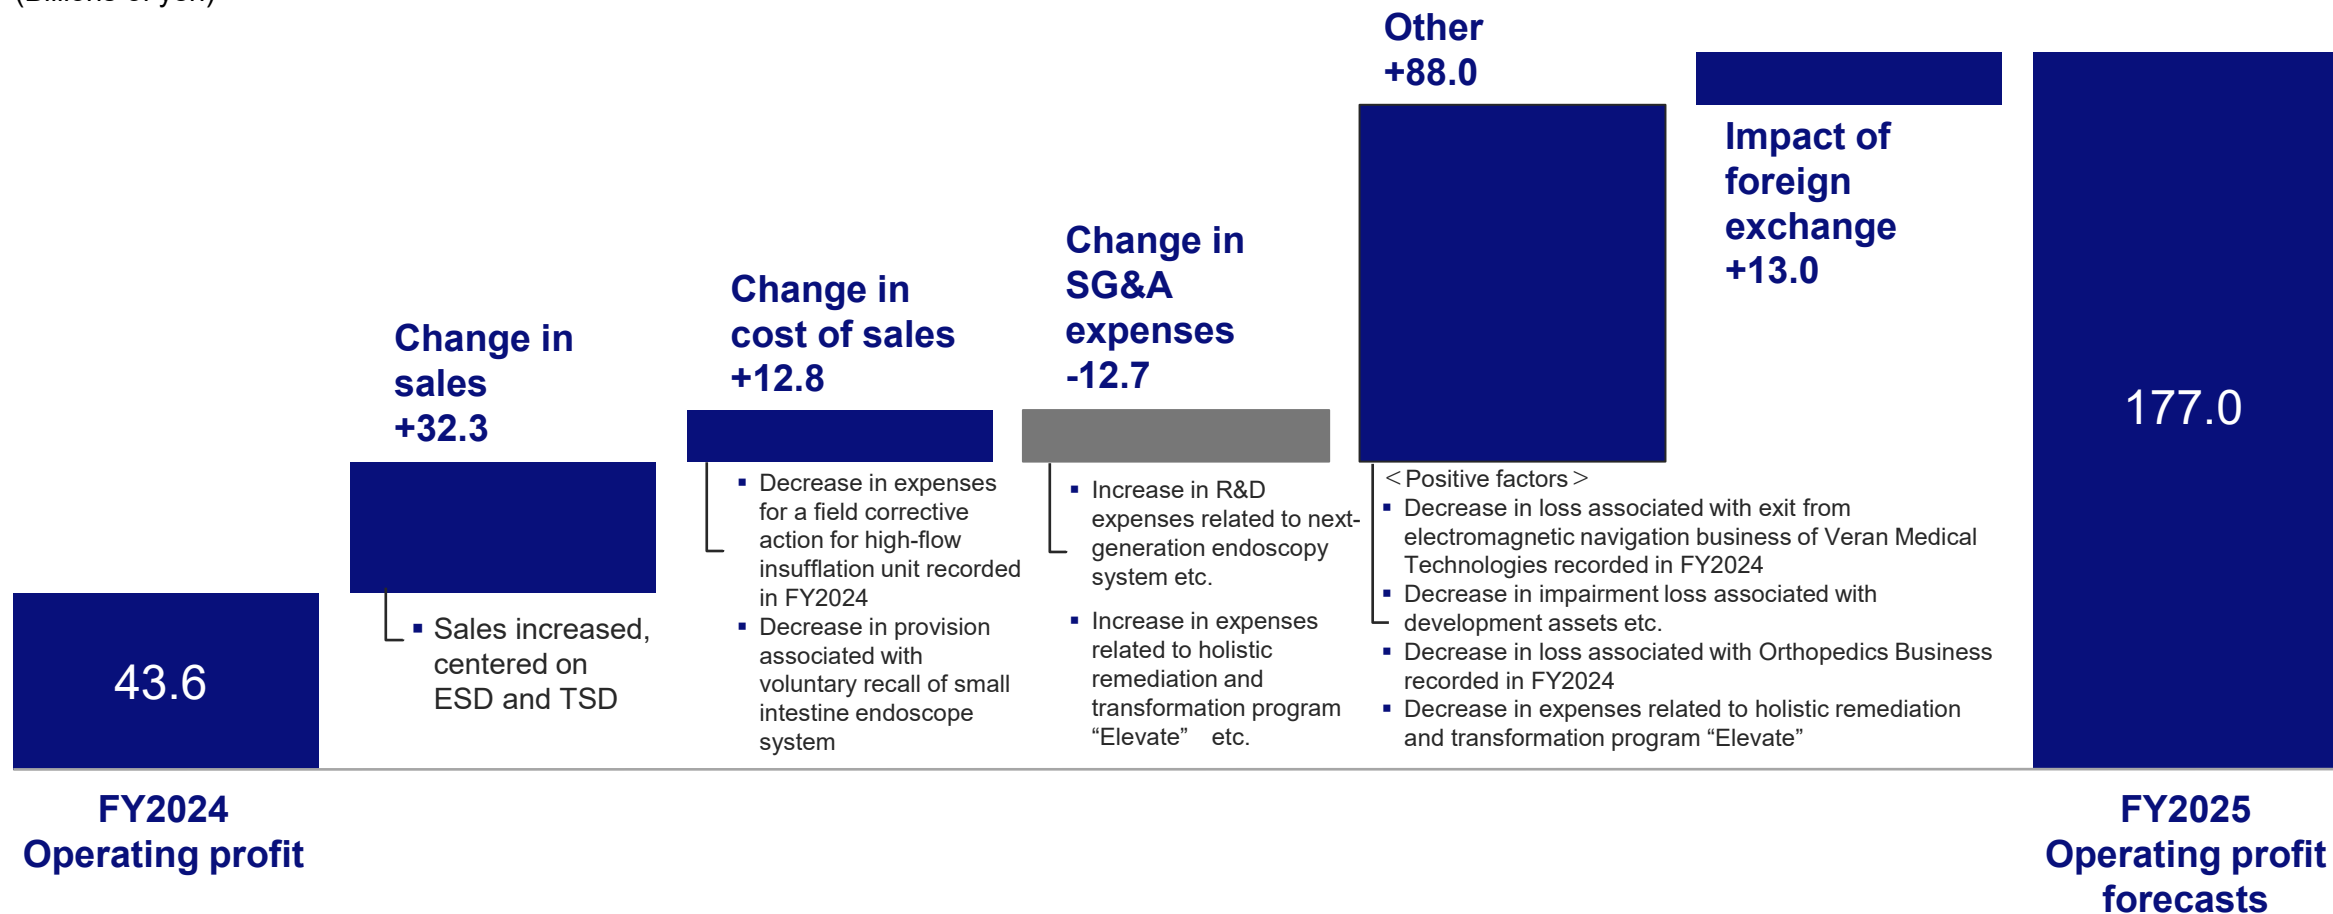 (Billions of yen)
Other
+88.0
Impact of
foreign
exchange
+13.0
Change in
SG&A
expenses
-12.7
Change in
cost of sales
+12.8
Change in
sales
+32.3
177.0
43.6
▪ Sales increased,
centered on
ESD and TSD
▪ Decrease in expenses
for a field corrective
action for high-flow
insufflation unit recorded
in FY2024
▪ Decrease in provision
associated with
voluntary recall of small
intestine endoscope
system
▪ Increase in R&D
expenses related to next-
generation endoscopy
system etc.
▪ Increase in expenses
related to holistic
remediation and
transformation program
“Elevate” etc.
＜Positive factors＞
▪ Decrease in loss associated with exit from
electromagnetic navigation business of Veran Medical
Technologies recorded in FY2024
▪ Decrease in impairment loss associated with
development assets etc.
▪ Decrease in loss associated with Orthopedics Business
recorded in FY2024
▪ Decrease in expenses related to holistic remediation
and transformation program “Elevate”
FY2024
Operating profit
FY2025
Operating profit
forecasts